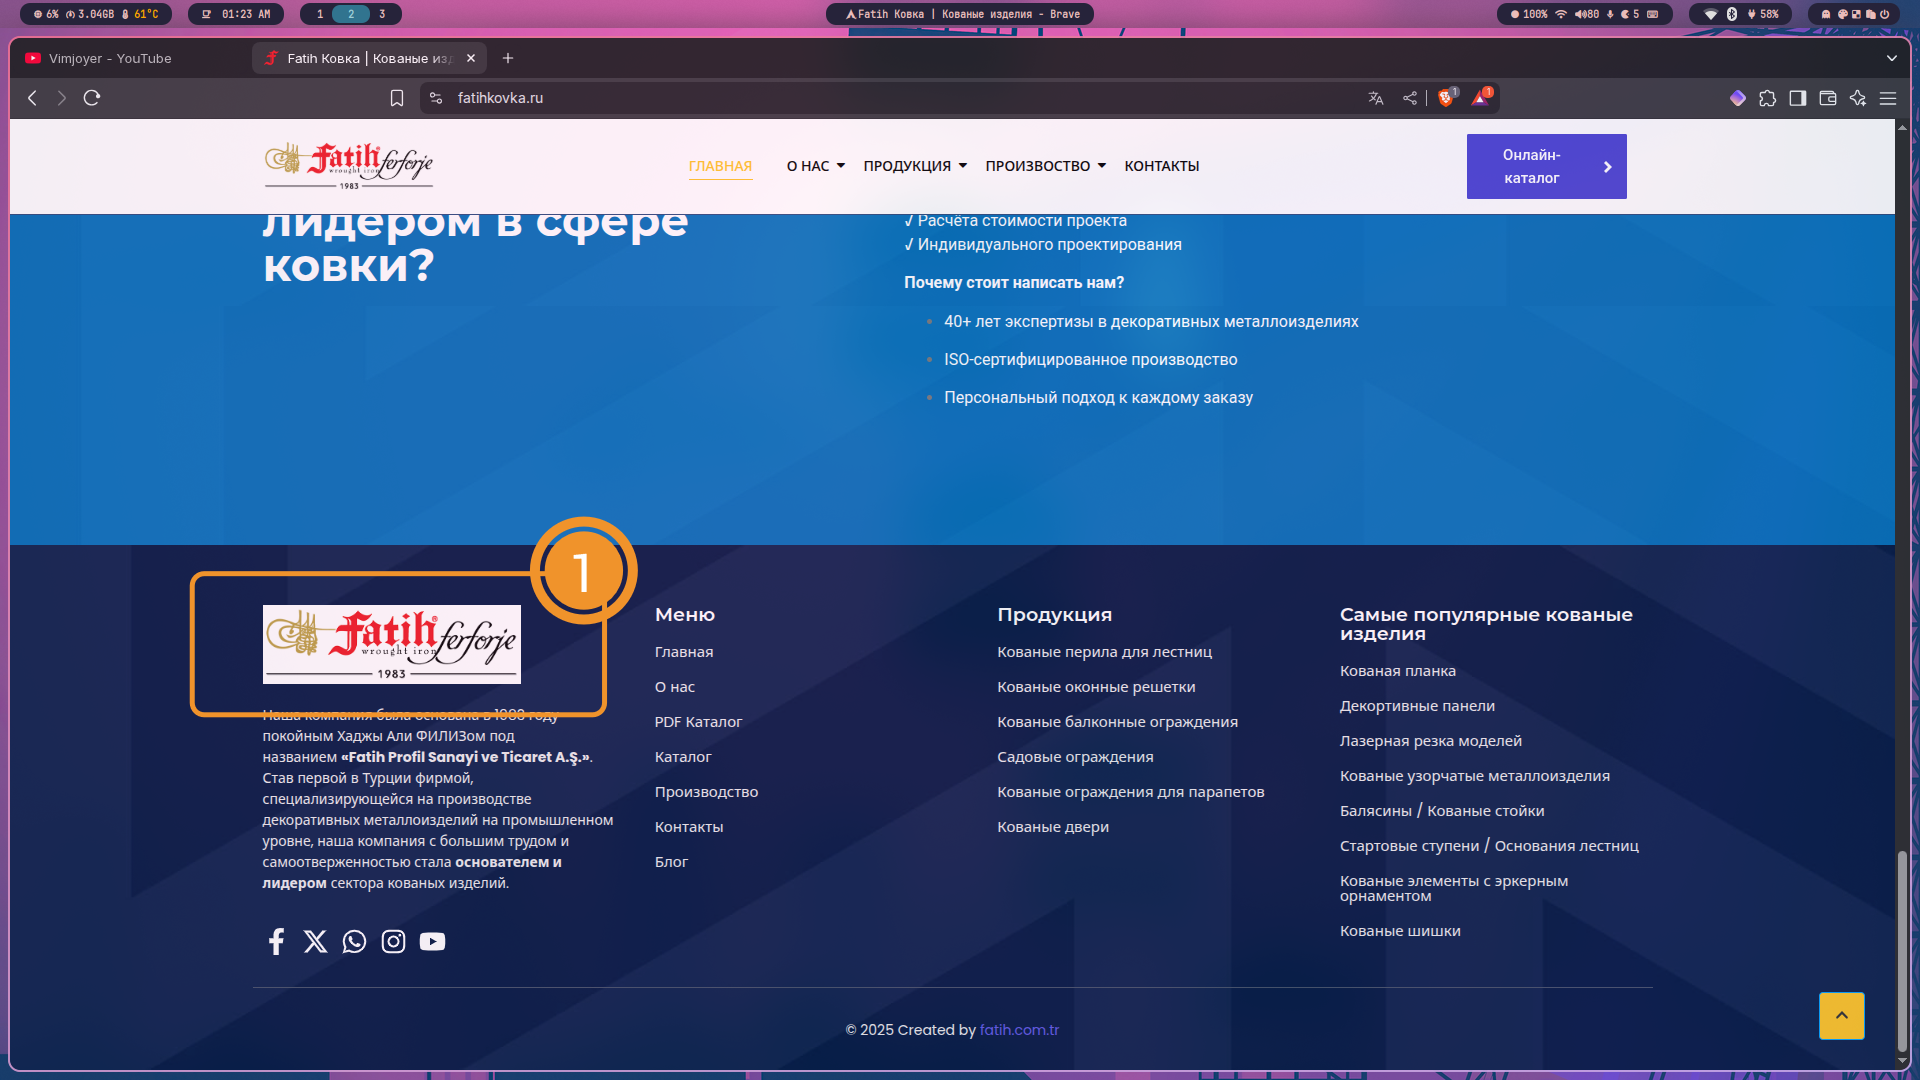 6% 3.04GB 61°C
01:23 AM
1 2 3
Fatih Ковка | Кованые изделия - Brave
100% 80 5
58%
Vimjoyer - YouTube
Fatih Ковка | Кованые изд
fatihkovka.ru
1
1
Fatih ferforje
wrought iron
1983
ГЛАВНАЯ
О НАС
ПРОДУКЦИЯ
ПРОИЗВОСТВО
КОНТАКТЫ
Онлайн-
каталог
лидером в сфере
ковки?
√ Расчёта стоимости проекта
√ Индивидуального проектирования
Почему стоит написать нам?
• 40+ лет экспертизы в декоративных металлоизделиях
• ISO-сертифицированное производство
• Персональный подход к каждому заказу
1
Fatih ferforje
wrought iron
1983
Наша компания была основана в 1983 году
покойным Хаджы Али ФИЛИЗом под
названием «Fatih Profil Sanayi ve Ticaret A.Ş.».
Став первой в Турции фирмой,
специализирующейся на производстве
декоративных металлоизделий на промышленном
уровне, наша компания с большим трудом и
самоотверженностью стала основателем и
лидером сектора кованых изделий.
Меню
Главная
О нас
PDF Каталог
Каталог
Производство
Контакты
Блог
Продукция
Кованые перила для лестниц
Кованые оконные решетки
Кованые балконные ограждения
Садовые ограждения
Кованые ограждения для парапетов
Кованые двери
Самые популярные кованые
изделия
Кованая планка
Декортивные панели
Лазерная резка моделей
Кованые узорчатые металлоизделия
Балясины / Кованые стойки
Стартовые ступени / Основания лестниц
Кованые элементы с эркерным
орнаментом
Кованые шишки
© 2025 Created by fatih.com.tr